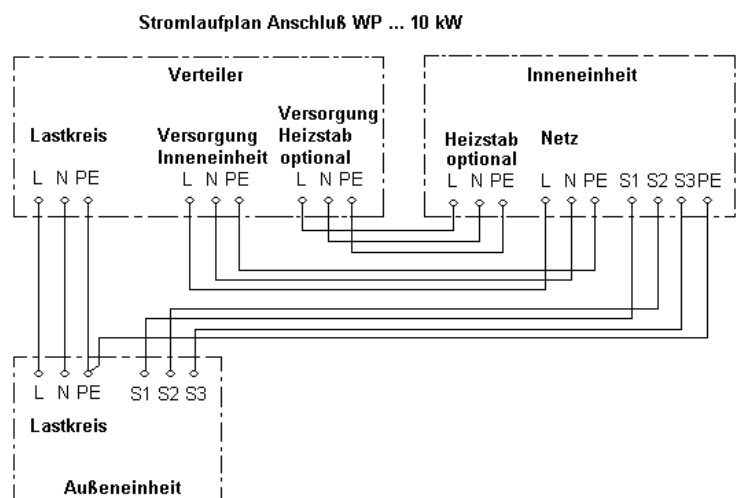 Stromlaufplan Anschluß WP ... 10 kW
Verteiler
Lastkreis
L N PE
Versorgung
Inneneinheit
L N PE
Versorgung
Heizstab
optional
L N PE
Inneneinheit
Heizstab
optional
L N PE
Netz
L N PE
S1 S2 S3 PE
L N PE
S1 S2 S3
Lastkreis
Außeneinheit